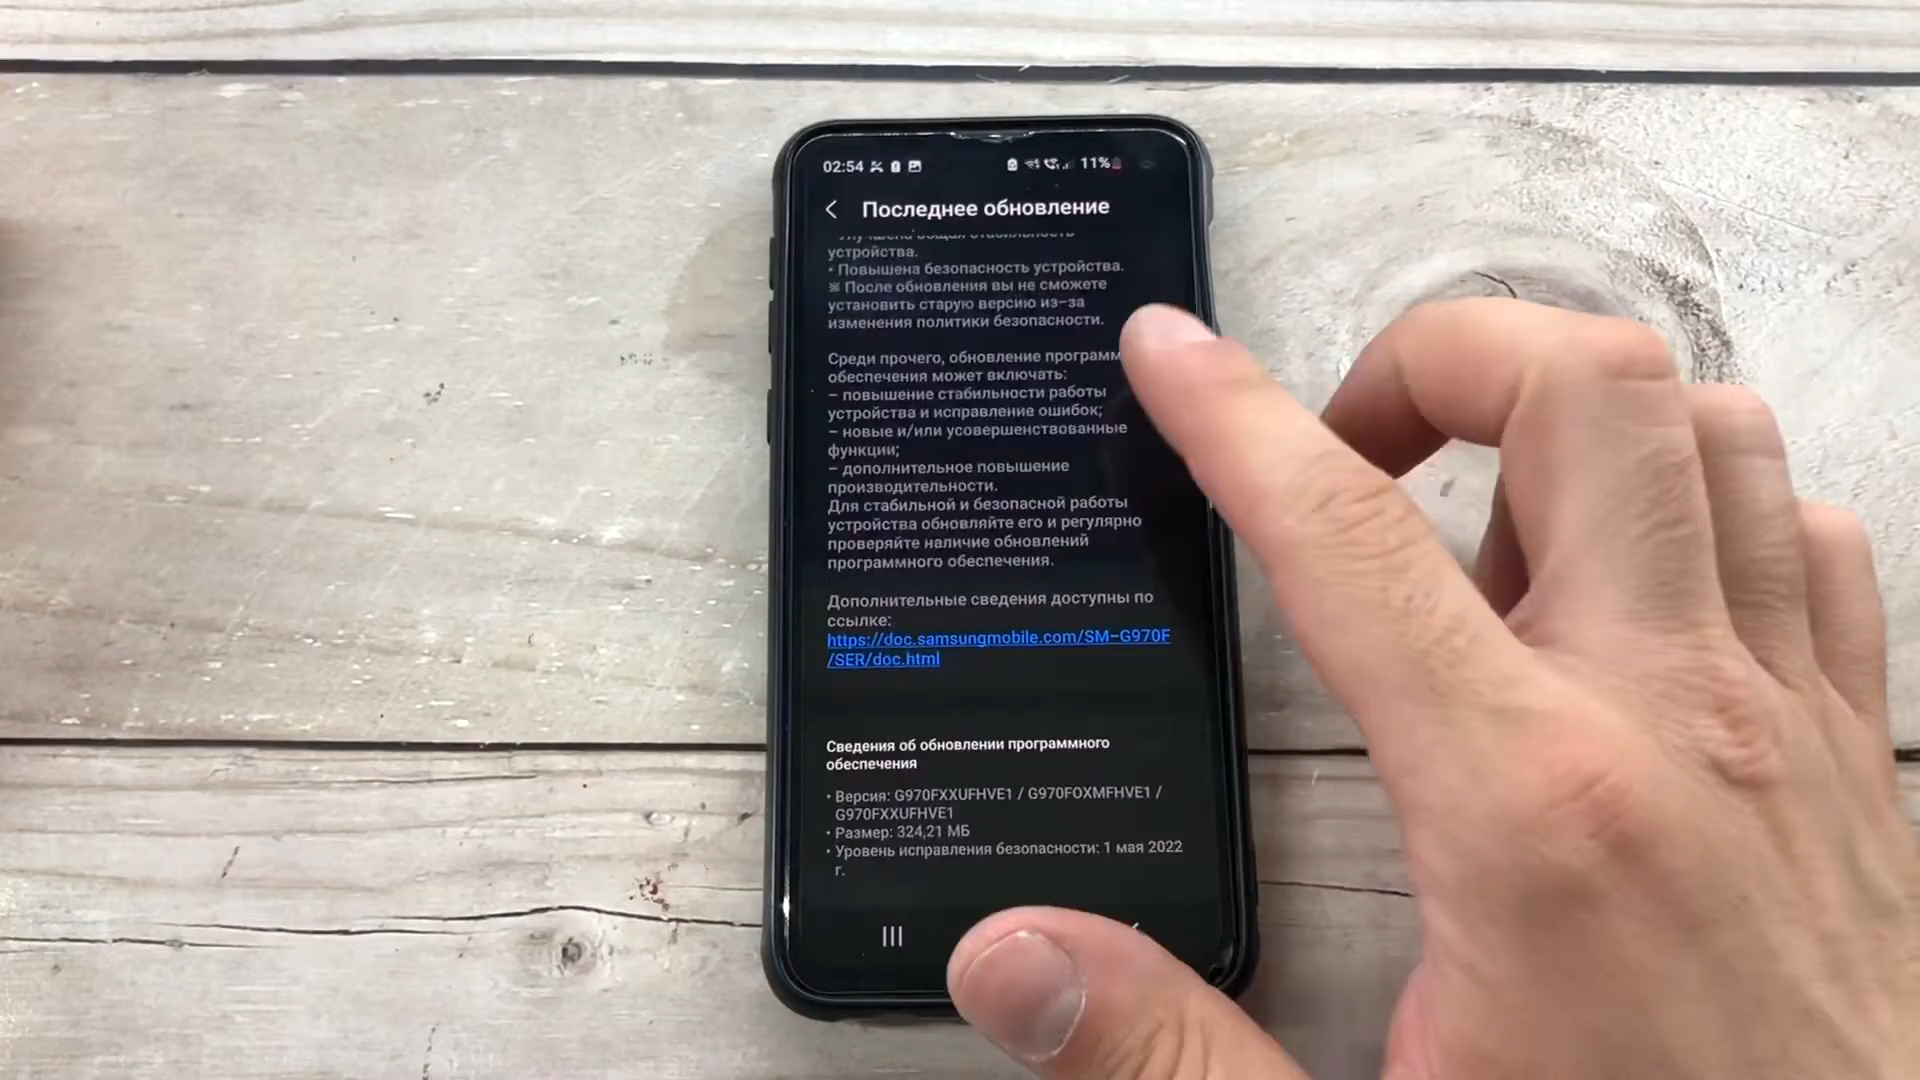 02:54
11%
Последнее обновление
- Улучшена общая стабильность
устройства.
• Повышена безопасность устройства.
※ После обновления вы не сможете
установить старую версию из-за
изменения политики безопасности.
Среди прочего, обновление програм
обеспечения может включать:
– повышение стабильности работы
устройства и исправление ошибок;
– новые и/или усовершенствованные
функции;
– дополнительное повышение
производительности.
Для стабильной и безопасной работы
устройства обновляйте его и регулярно
проверяйте наличие обновлений
программного обеспечения.
Дополнительные сведения доступны по
ссылке:
https://doc.samsungmobile.com/SM-G970F
/SER/doc.html
Сведения об обновлении программного
обеспечения
• Версия: G970FXXUFHVE1 / G970FOXMFHVE1 /
G970FXXUFHVE1
• Размер: 324,21 МБ
• Уровень исправления безопасности: 1 мая 2022
г.